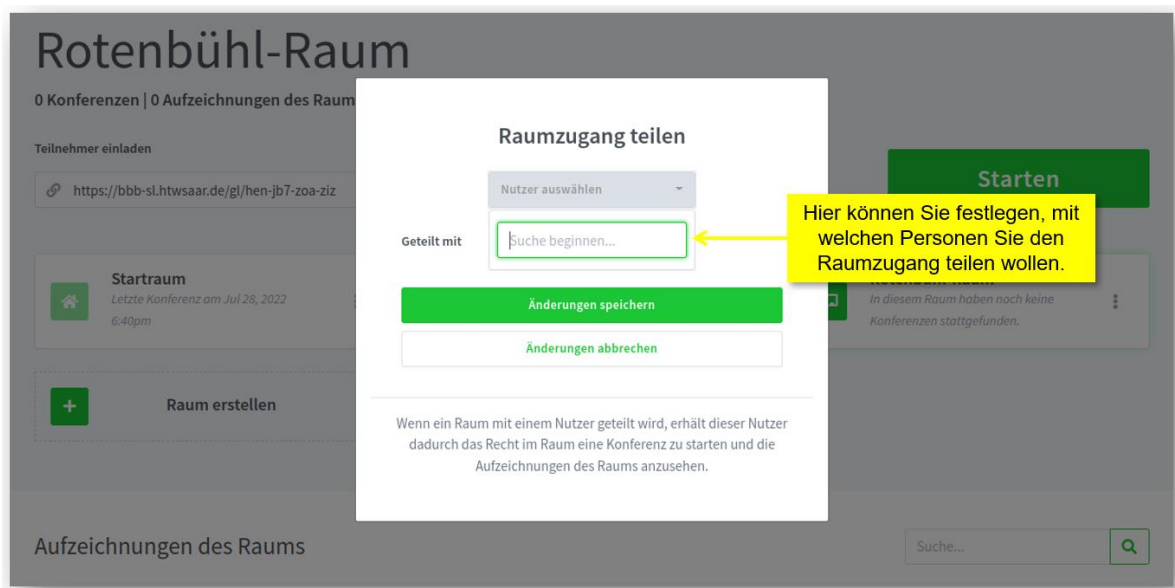 Rotenbühl-Raum
0 Konferenzen | 0 Aufzeichnungen des Raum
Teilnehmer einladen
https://bbb-sl.htwsaar.de/gl/hen-jb7-zoa-ziz
Starten
Raumzugang teilen
Nutzer auswählen
Geteilt mit
Suche beginnen...
Hier können Sie festlegen, mit
welchen Personen Sie den
Raumzugang teilen wollen.
Änderungen speichern
Änderungen abbrechen
Wenn ein Raum mit einem Nutzer geteilt wird, erhält dieser Nutzer
dadurch das Recht im Raum eine Konferenz zu starten und die
Aufzeichnungen des Raums anzusehen.
Startraum
Letzte Konferenz am Jul 28, 2022
6:40pm
In diesem Raum haben noch keine
Konferenzen stattgefunden.
Raum erstellen
Aufzeichnungen des Raums
Suche...